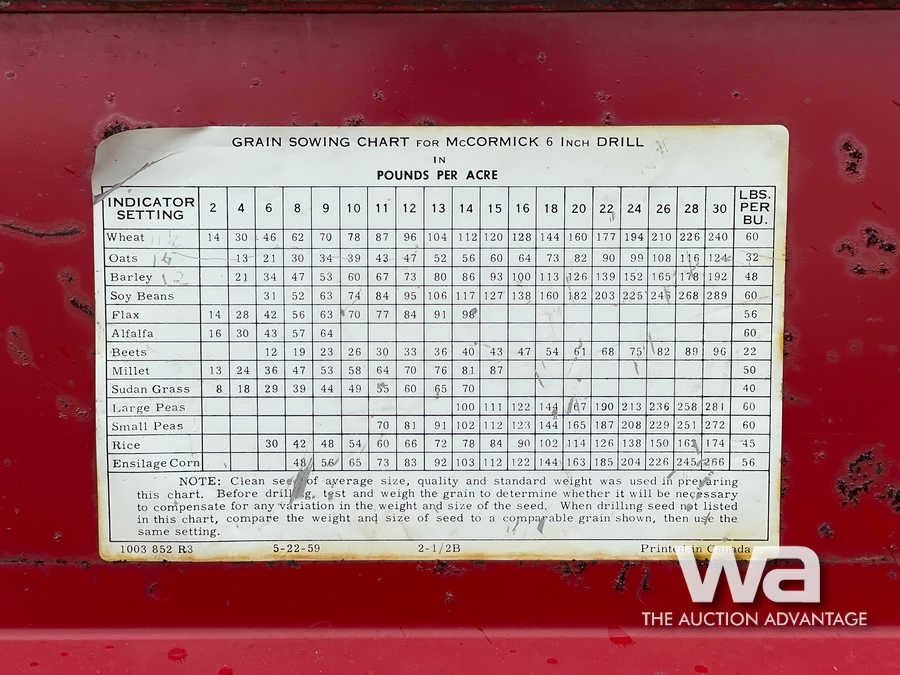 GRAIN SOWING CHART FOR McCORMICK 6 INCH DRILL
IN
POUNDS PER ACRE
INDICATOR SETTING 2 4 6 8 9 10 11 12 13 14 15 16 18 20 22 24 26 28 30 LBS. PER BU.
Wheat 14 30 46 62 70 78 87 96 104 112 120 128 144 160 177 194 210 226 240 60
Oats 13 21 30 34 39 43 47 52 56 60 64 73 82 90 99 108 116 124 32
Barley 21 34 47 53 60 67 73 80 86 93 100 113 126 139 152 165 178 192 48
Soy Beans 31 52 63 74 84 95 106 117 127 138 160 182 203 225 268 289 60
Flax 14 28 42 56 63 70 77 84 91 98 56
Alfalfa 16 30 43 57 64 60
Beets 12 19 23 26 30 33 36 40 43 47 54 61 68 75 82 89 96 22
Millet 13 24 36 47 53 58 64 70 76 81 87 50
Sudan Grass 8 18 29 39 44 49 55 60 65 70 40
Large Peas 100 111 122 144 167 190 213 236 258 281 60
Small Peas 70 81 91 102 112 123 144 165 187 208 229 251 272 60
Rice 30 42 48 54 60 66 72 78 84 90 102 114 126 138 150 162 174 45
Ensilage Corn 48 56 65 73 83 92 103 112 122 144 163 185 204 226 245 266 56
NOTE: Clean seed of average size, quality and standard weight was used in preparing
this chart. Before drilling, test and weigh the grain to determine whether it will be necessary
to compensate for any variation in the weight and size of the seed. When drilling seed not listed
in this chart, compare the weight and size of seed to a comparable grain shown, then use the
same setting.
1003 852 R3 5-22-59 2-1/2B Printed in Canada
wa
THE AUCTION ADVANTAGE